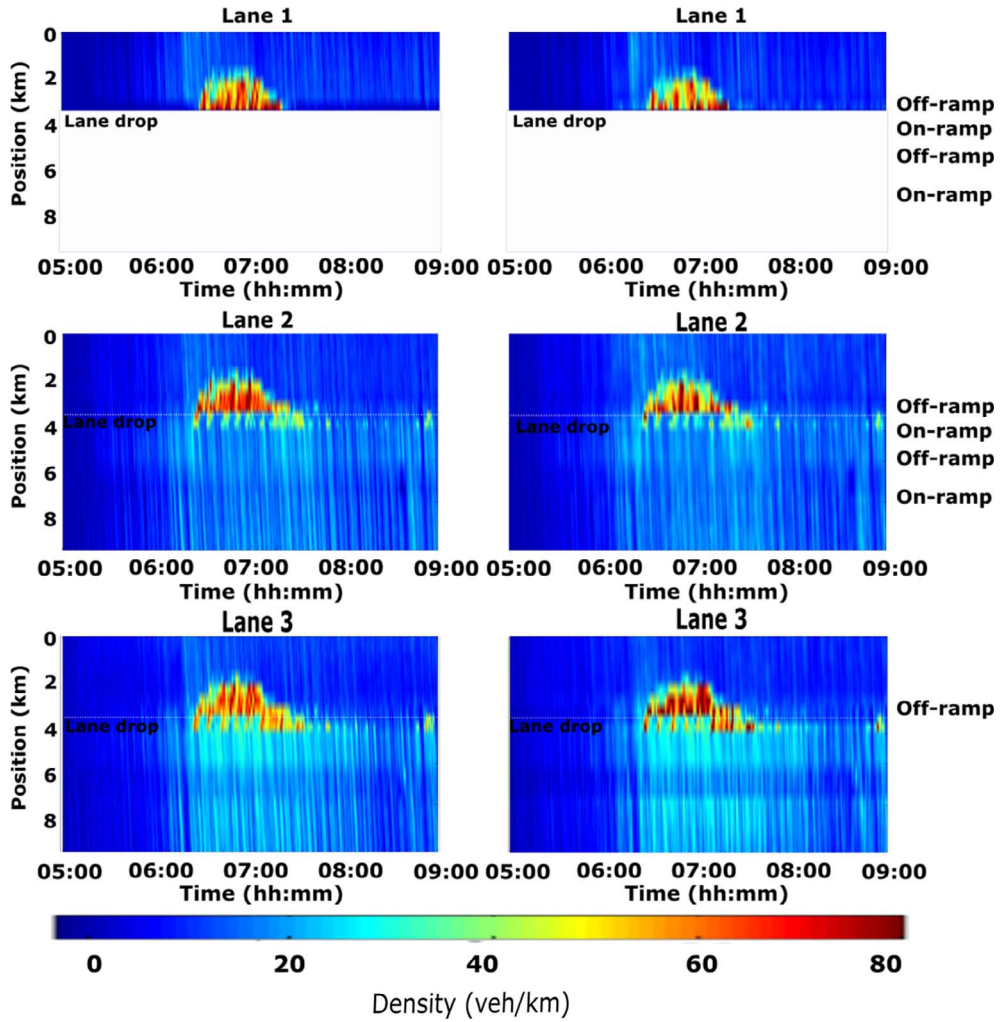 Lane 1
Lane 1
0
2
4
6
8
Position (km)
Lane drop
Lane drop
Off-ramp
On-ramp
Off-ramp
On-ramp
05:00 06:00 07:00 08:00 09:00
05:00 06:00 07:00 08:00 09:00
Time (hh:mm)
Time (hh:mm)
Lane 2
Lane 2
0
2
4
6
8
Position (km)
Lane drop
Lane drop
Off-ramp
On-ramp
Off-ramp
On-ramp
05:00 06:00 07:00 08:00 09:00
05:00 06:00 07:00 08:00 09:00
Time (hh:mm)
Time (hh:mm)
Lane 3
Lane 3
0
2
4
6
8
Position (km)
Lane drop
Lane drop
Off-ramp
05:00 06:00 07:00 08:00 09:00
05:00 06:00 07:00 08:00 09:00
Time (hh:mm)
Time (hh:mm)
0 20 40 60 80
Density (veh/km)